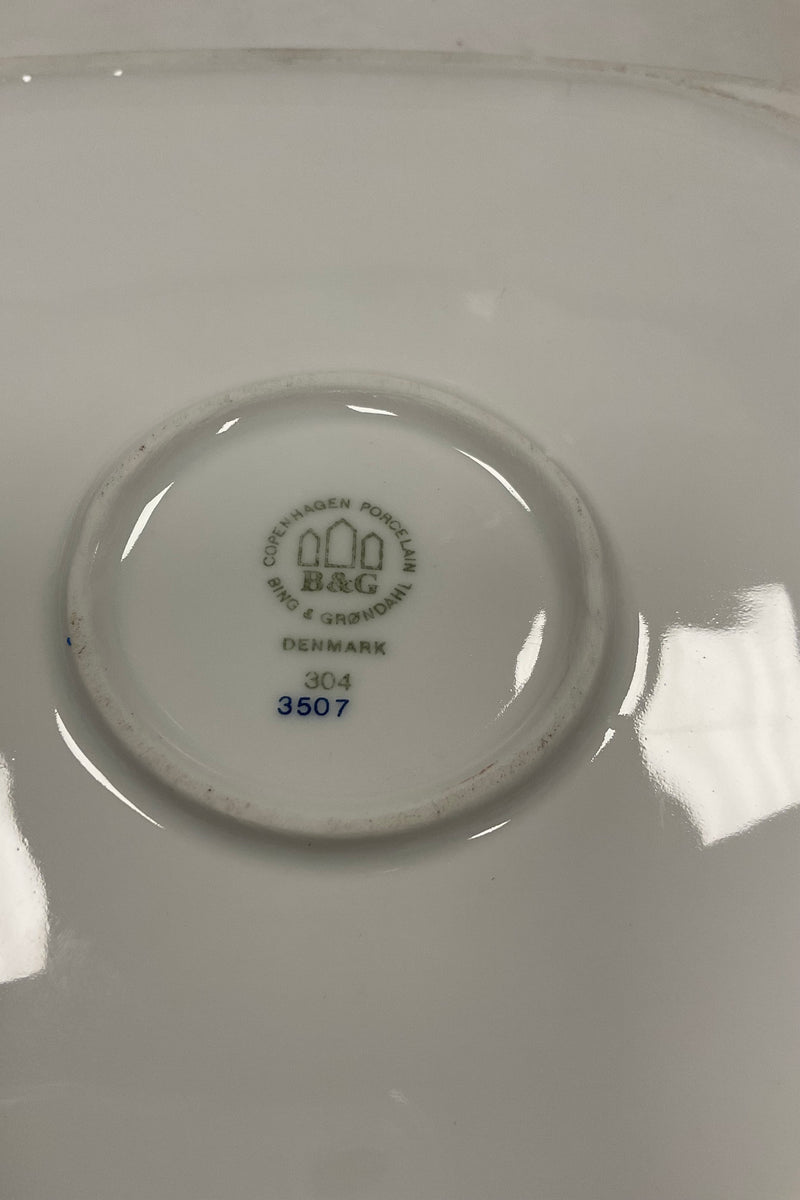 COPENHAGEN PORCELAIN
B&G
BING & GRØNDAHL
DENMARK
304
3507